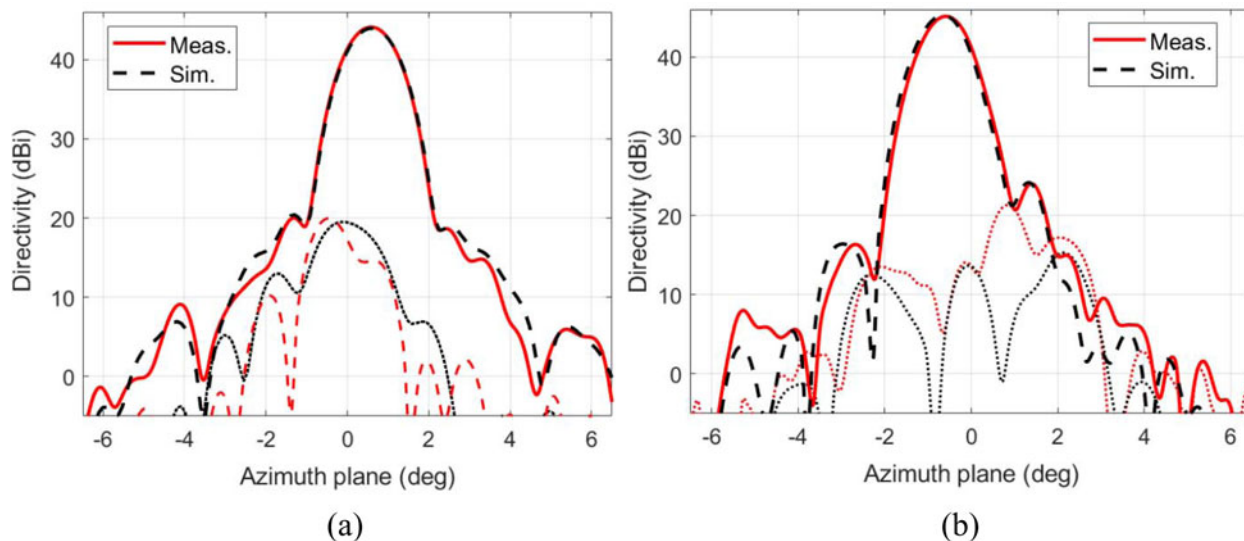 Meas.
Sim.
Directivity (dBi)
40
30
20
10
0
-6
-4
-2
0
2
4
6
Azimuth plane (deg)
(a)
Meas.
Sim.
Directivity (dBi)
40
30
20
10
0
-6
-4
-2
0
2
4
6
Azimuth plane (deg)
(b)